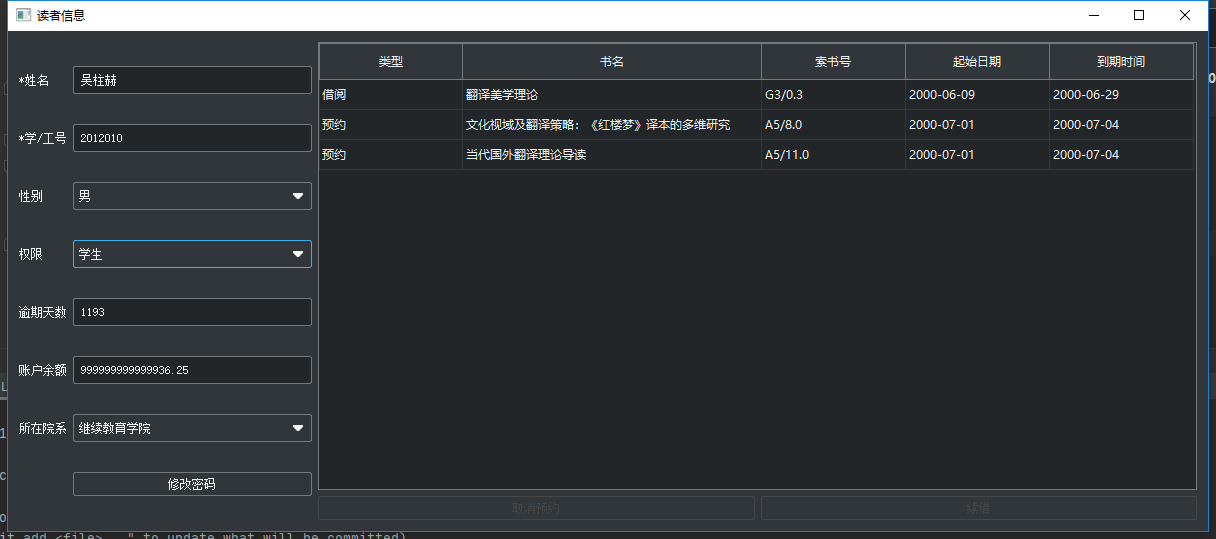 读者信息
*姓名 吴柱赫
*学/工号 2012010
性别 男
权限 学生
逾期天数 1193
账户余额 999999999999936.25
所在院系 继续教育学院
修改密码
类型 书名 索书号 起始日期 到期时间
借阅 翻译美学理论 G3/0.3 2000-06-09 2000-06-29
预约 文化视域及翻译策略：《红楼梦》译本的多维研究 A5/8.0 2000-07-01 2000-07-04
预约 当代国外翻译理论导读 A5/11.0 2000-07-01 2000-07-04
取消预约 续借
it add <file>..." to update what will be committed)